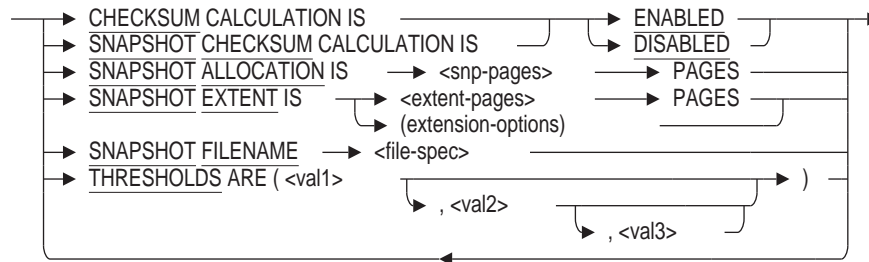 CHECKSUM CALCULATION IS ENABLED
SNAPSHOT CHECKSUM CALCULATION IS DISABLED
SNAPSHOT ALLOCATION IS <snp-pages> PAGES
SNAPSHOT EXTENT IS <extent-pages> PAGES
(extension-options)
SNAPSHOT FILENAME <file-spec>
THRESHOLDS ARE ( <val1> )
, <val2>
, <val3>